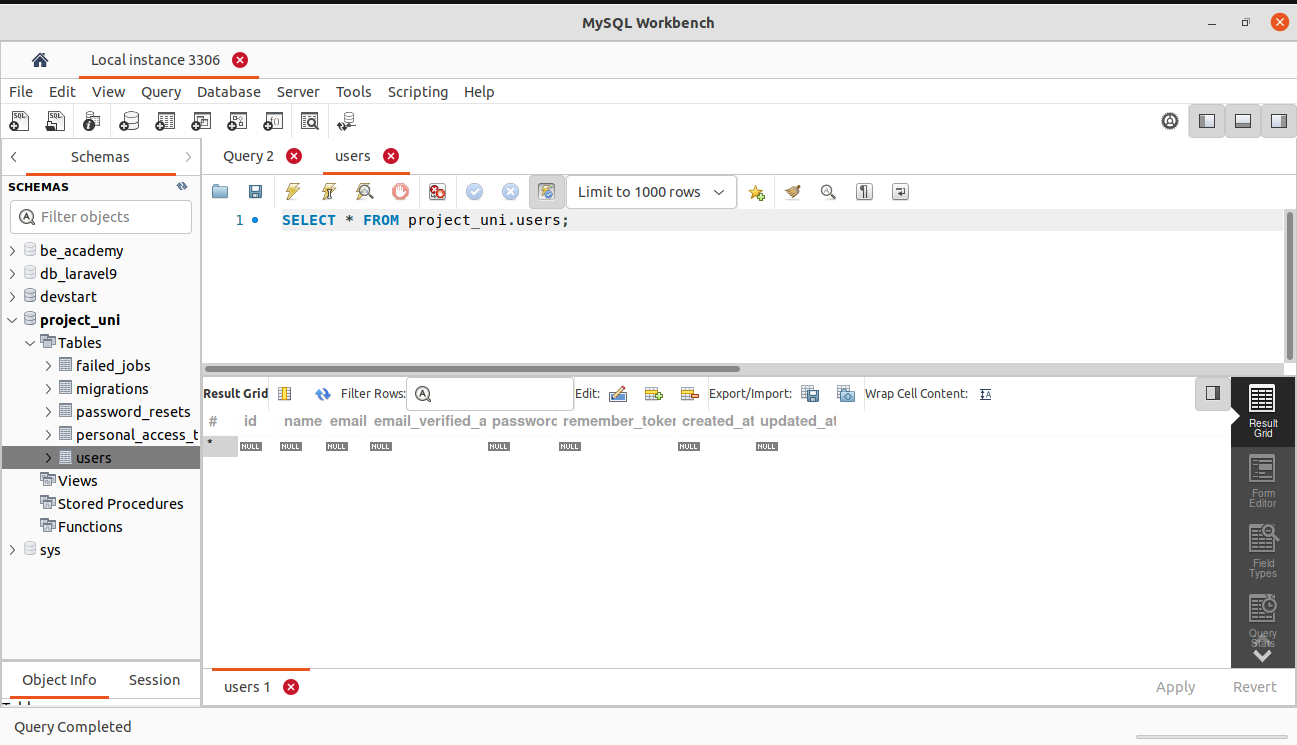 MySQL Workbench
Local instance 3306
File Edit View Query Database Server Tools Scripting Help
Schemas
Query 2
users
SCHEMAS
Limit to 1000 rows
Filter objects
1
SELECT * FROM project_uni.users;
be_academy
db_laravel9
devstart
project_uni
Tables
failed_jobs
migrations
password_resets
personal_access_t
users
Views
Stored Procedures
Functions
sys
Result Grid
Filter Rows:
Edit:
Export/Import:
Wrap Cell Content:
# id name email email_verified_a password remember_token created_at updated_at
* NULL NULL NULL NULL NULL NULL NULL NULL
Result
Grid
Form
Editor
Field
Types
Query
Stats
Object Info Session
users 1
Apply Revert
Query Completed